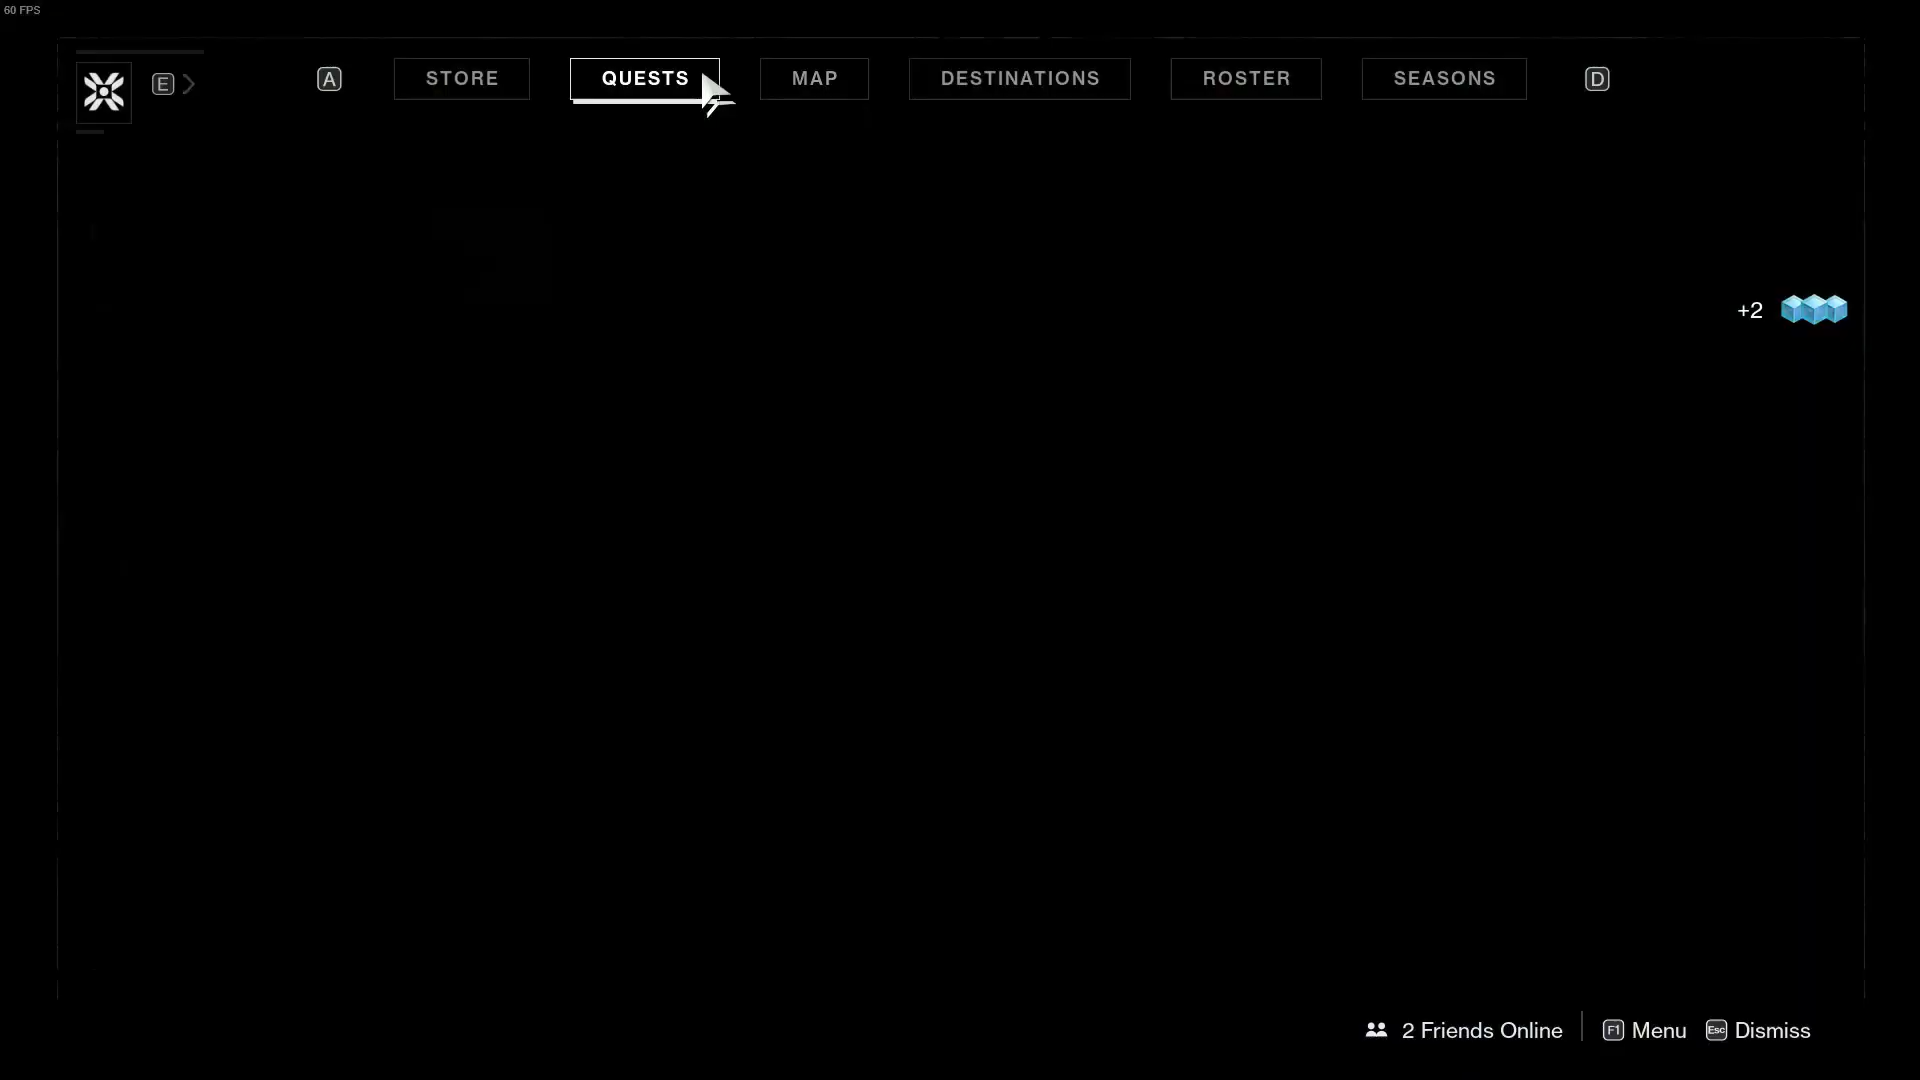 60 FPS
E
A
STORE
QUESTS
MAP
DESTINATIONS
ROSTER
SEASONS
D
+2
2 Friends Online
F1 Menu
Esc Dismiss